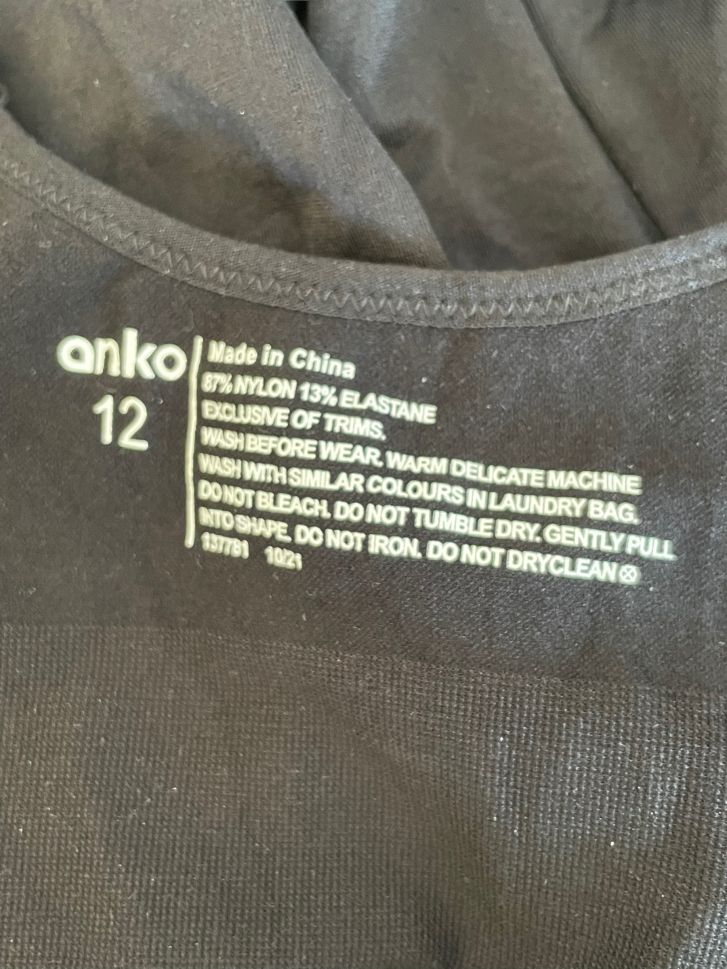 anko
12
Made in China
87% NYLON 13% ELASTANE
EXCLUSIVE OF TRIMS.
WASH BEFORE WEAR. WARM DELICATE MACHINE
WASH WITH SIMILAR COLOURS IN LAUNDRY BAG.
DO NOT BLEACH. DO NOT TUMBLE DRY. GENTLY PULL
INTO SHAPE. DO NOT IRON. DO NOT DRYCLEAN ⊗
137791 10/21